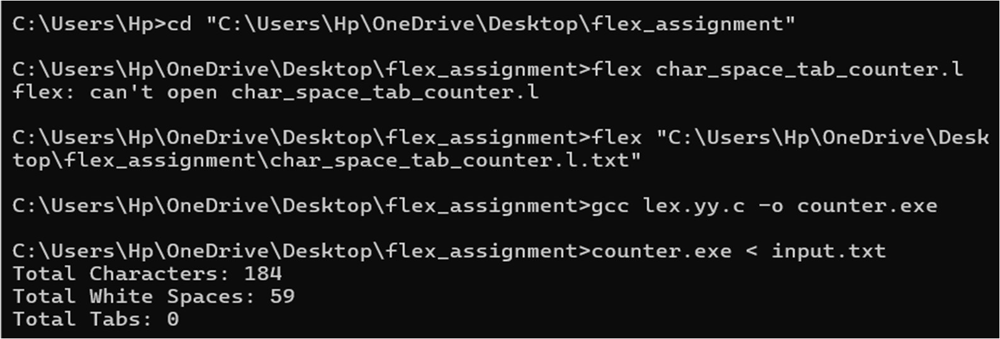 C:\Users\Hp>cd "C:\Users\Hp\OneDrive\Desktop\flex_assignment"
C:\Users\Hp\OneDrive\Desktop\flex_assignment>flex char_space_tab_counter.l
flex: can't open char_space_tab_counter.l
C:\Users\Hp\OneDrive\Desktop\flex_assignment>flex "C:\Users\Hp\OneDrive\Desk
top\flex_assignment\char_space_tab_counter.l.txt"
C:\Users\Hp\OneDrive\Desktop\flex_assignment>gcc lex.yy.c -o counter.exe
C:\Users\Hp\OneDrive\Desktop\flex_assignment>counter.exe < input.txt
Total Characters: 184
Total White Spaces: 59
Total Tabs: 0